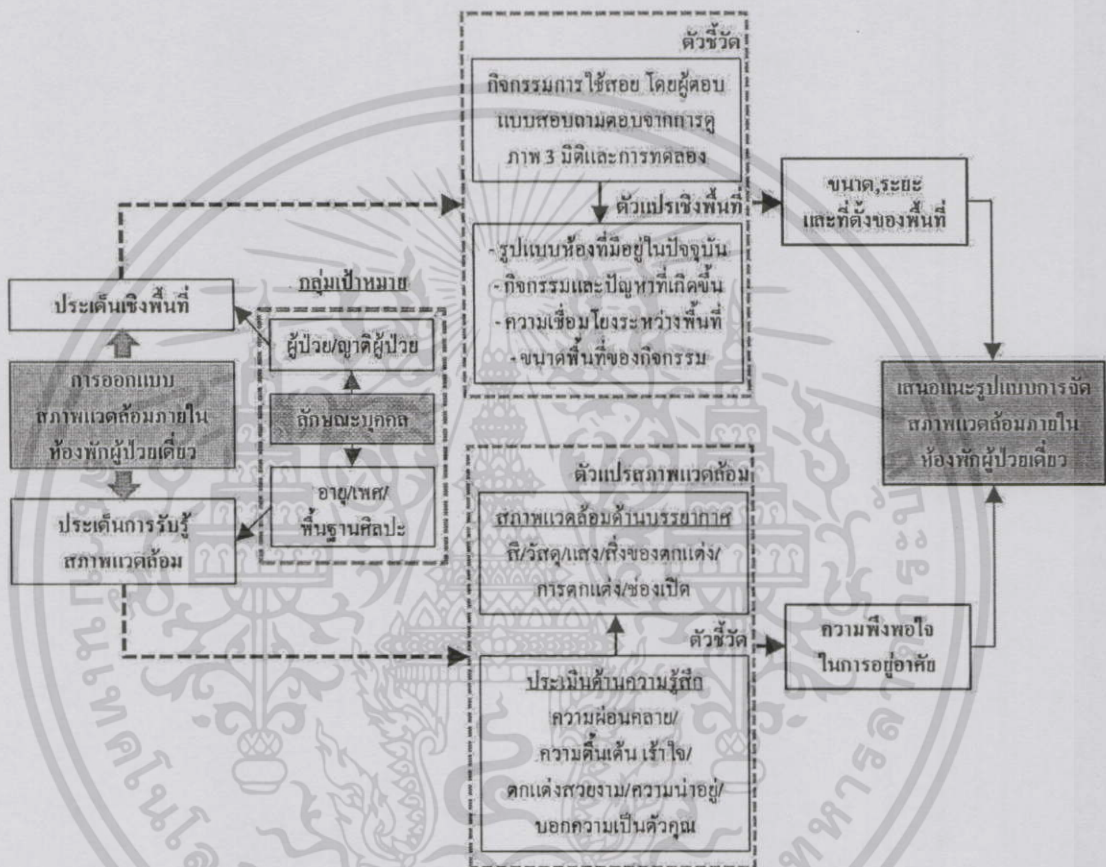 ตัวชี้วัด
กิจกรรมการใช้สอย โดยผู้ตอบ
แบบสอบถามตอบจากการดู
ภาพ 3 มิติและการทดลอง
ตัวแปรเชิงพื้นที่
- รูปแบบห้องที่มีอยู่ในปัจจุบัน
- กิจกรรมและปัญหาที่เกิดขึ้น
- ความเชื่อมโยงระหว่างพื้นที่
- ขนาดพื้นที่ของกิจกรรม
ขนาด,ระยะ
และที่ตั้งของพื้นที่
กลุ่มเป้าหมาย
ประเด็นเชิงพื้นที่
ผู้ป่วย/ญาติผู้ป่วย
การออกแบบ
สภาพแวดล้อมภายใน
ห้องพักผู้ป่วยเดี่ยว
ลักษณะบุคคล
เสนอแนะรูปแบบการจัด
สภาพแวดล้อมภายใน
ห้องพักผู้ป่วยเดี่ยว
ประเด็นการรับรู้
สภาพแวดล้อม
อายุ/เพศ/
พื้นฐานศิลปะ
ตัวแปรสภาพแวดล้อม
สภาพแวดล้อมด้านบรรยากาศ
สี/วัสดุ/แสง/สิ่งของตกแต่ง/
การตกแต่ง/ช่องเปิด
ตัวชี้วัด
ประเมินด้านความรู้สึก
ความผ่อนคลาย/
ความตื่นเต้น เร้าใจ/
ตกแต่งสวยงาม/ความน่าอยู่/
บอกความเป็นตัวคุณ
ความพึงพอใจ
ในการอยู่อาศัย